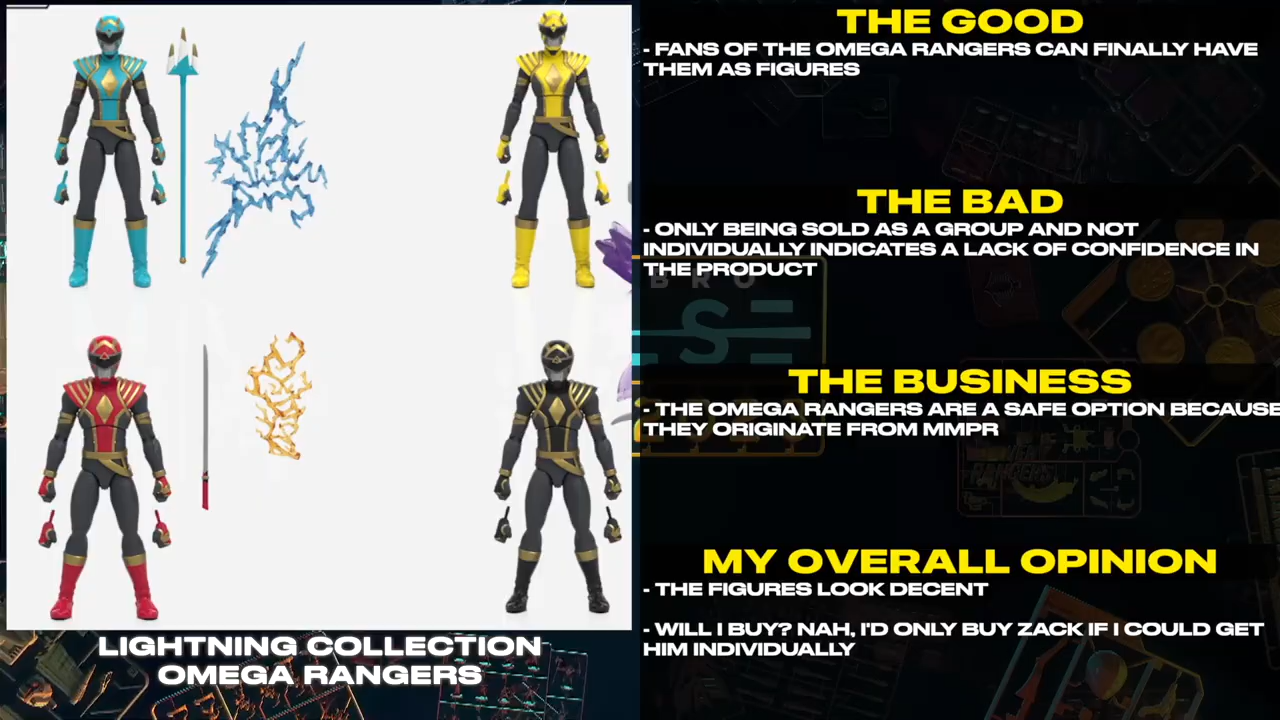 THE GOOD
- FANS OF THE OMEGA RANGERS CAN FINALLY HAVE
THEM AS FIGURES
THE BAD
- ONLY BEING SOLD AS A GROUP AND NOT
INDIVIDUALLY INDICATES A LACK OF CONFIDENCE IN
THE PRODUCT
BRO
THE BUSINESS
- THE OMEGA RANGERS ARE A SAFE OPTION BECAUSE
THEY ORIGINATE FROM MMPR
RANGERS
MY OVERALL OPINION
- THE FIGURES LOOK DECENT
- WILL I BUY? NAH, I'D ONLY BUY ZACK IF I COULD GET
HIM INDIVIDUALLY
LIGHTNING COLLECTION
OMEGA RANGERS